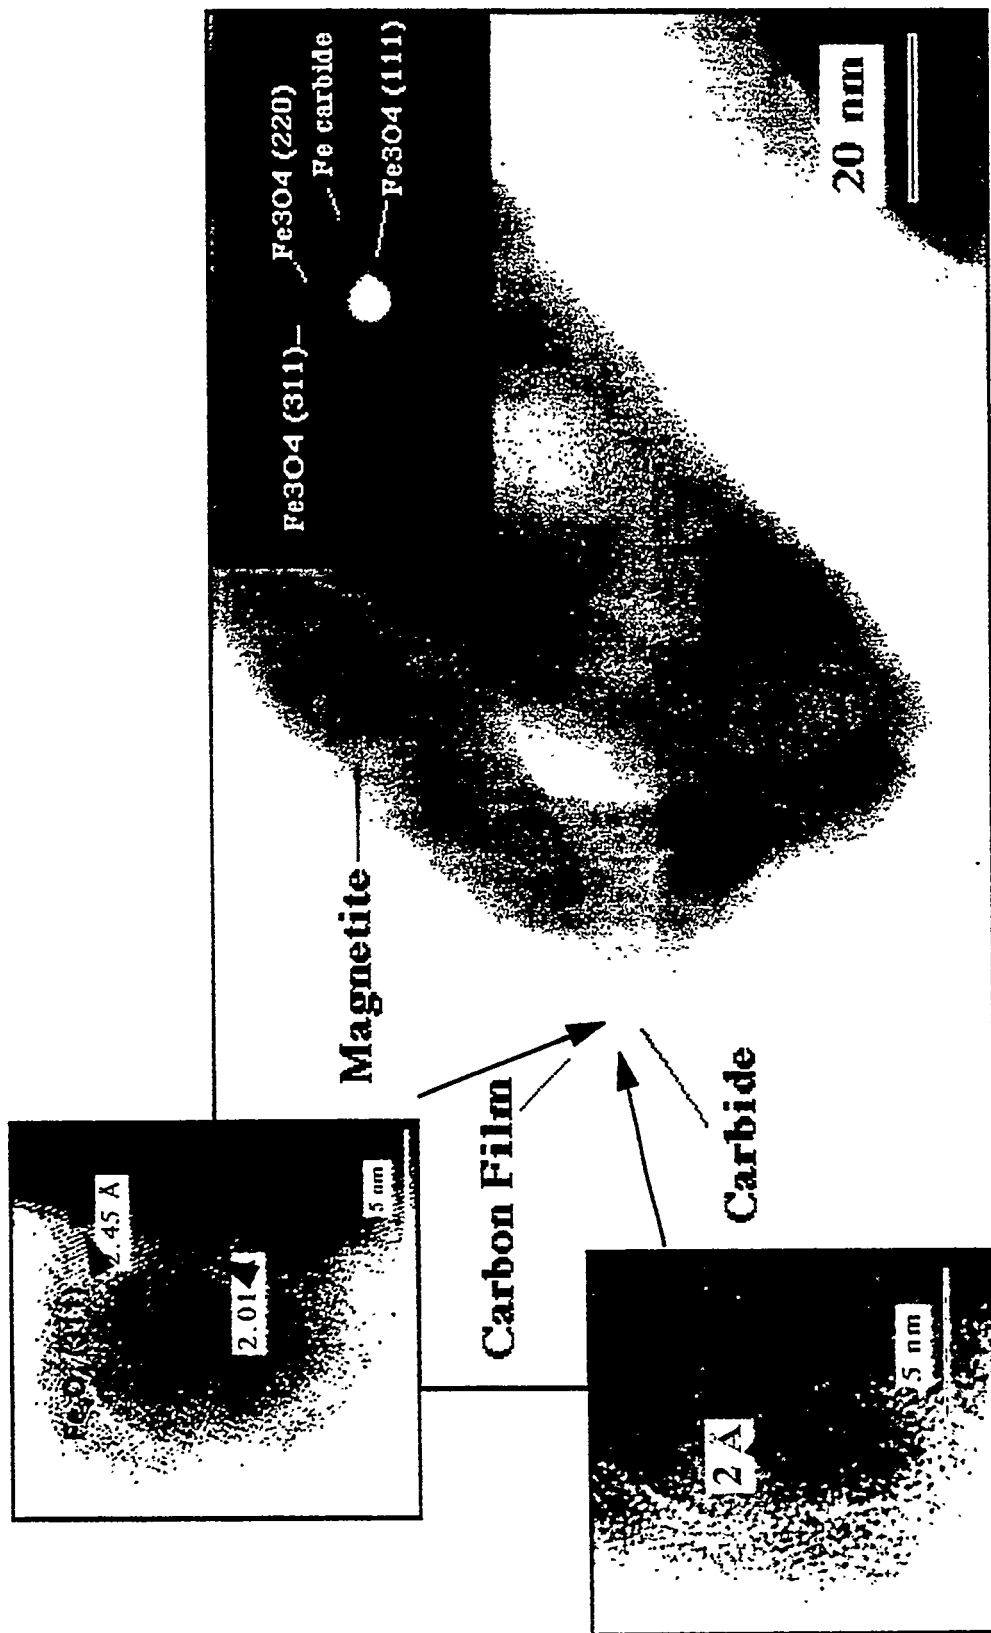 Fe3O4 (311)
Fe3O4 (220)
Fe carbide
Fe3O4 (111)
20 nm
Magnetite
Carbon Film
Carbide
2.45 Å
2.01
5 nm
2 Å
5 nm